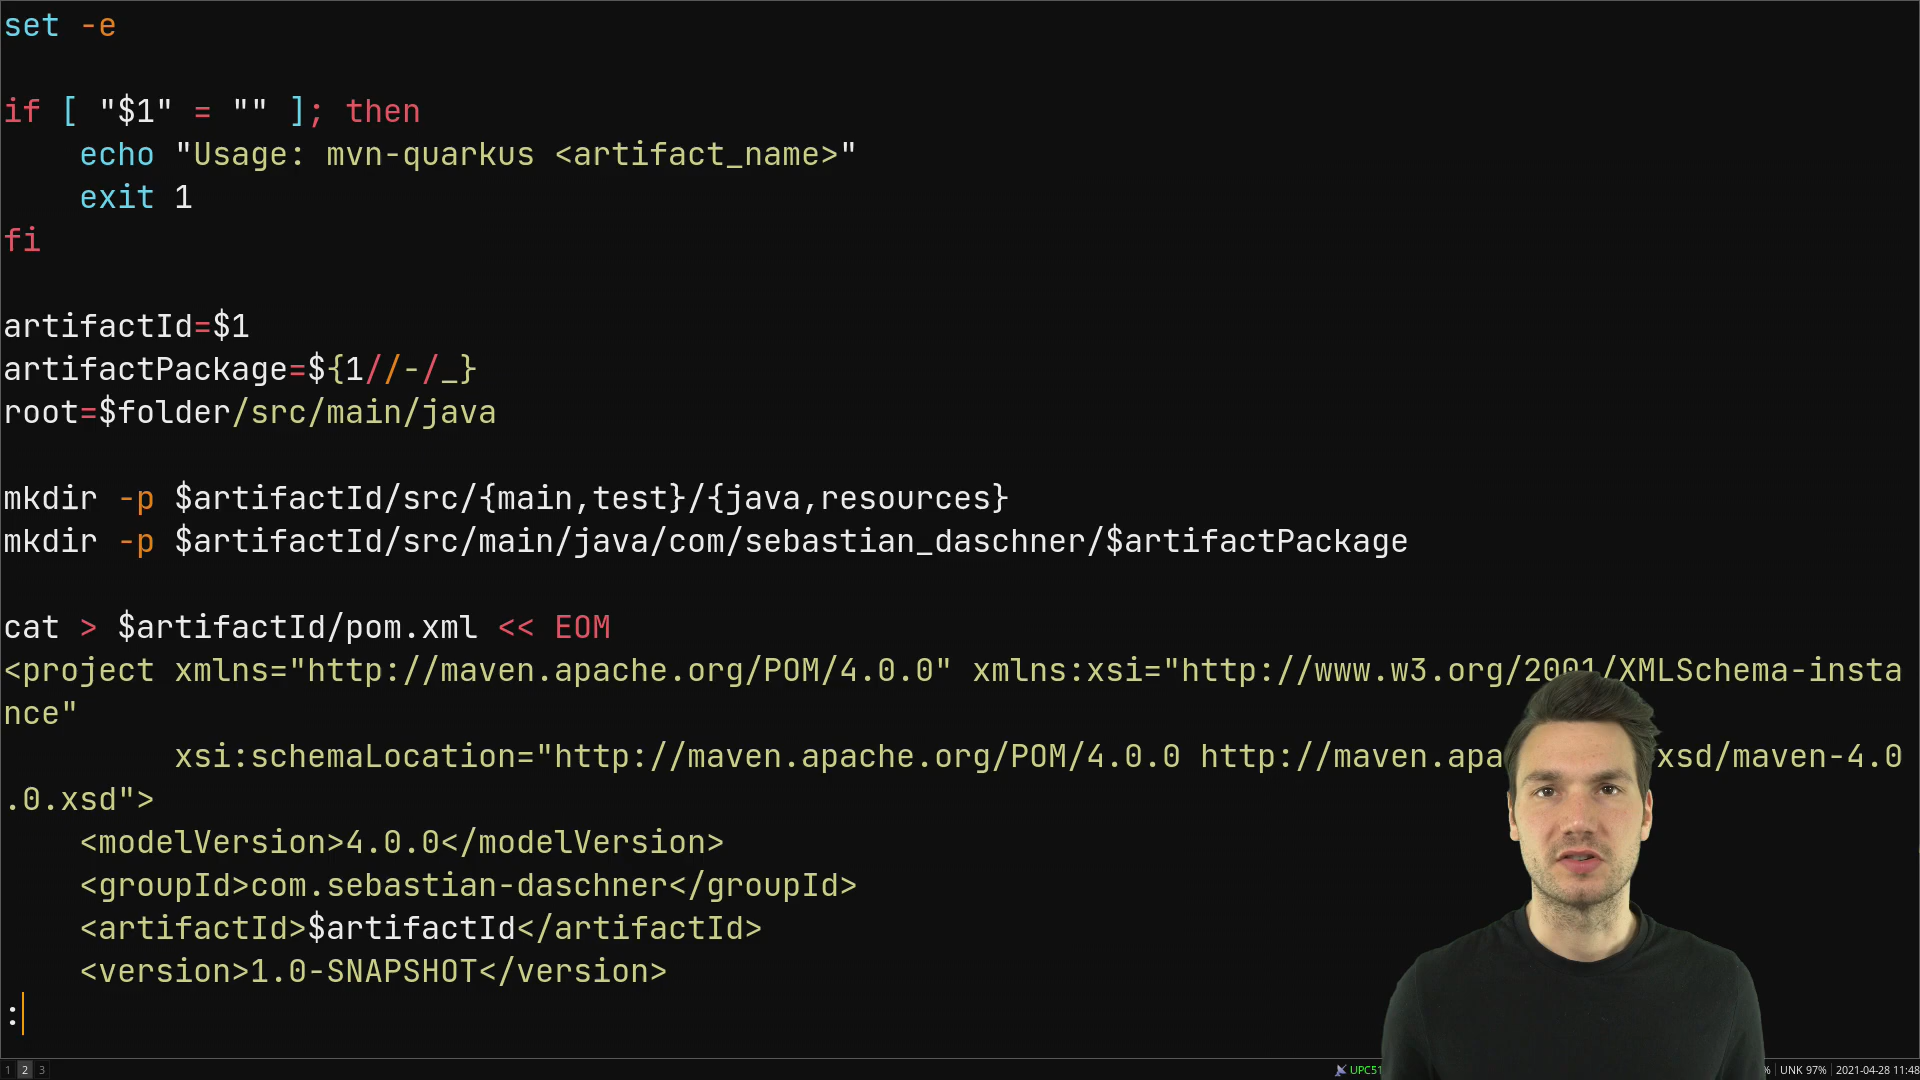 set -e
if [ "$1" = "" ]; then
    echo "Usage: mvn-quarkus <artifact_name>"
    exit 1
fi
artifactId=$1
artifactPackage=${1//-/_}
root=$folder/src/main/java
mkdir -p $artifactId/src/{main,test}/{java,resources}
mkdir -p $artifactId/src/main/java/com/sebastian_daschner/$artifactPackage
cat > $artifactId/pom.xml << EOM
<project xmlns="http://maven.apache.org/POM/4.0.0" xmlns:xsi="http://www.w3.org/2001/XMLSchema-insta
nce"
         xsi:schemaLocation="http://maven.apache.org/POM/4.0.0 http://maven.apa xsd/maven-4.0
.0.xsd">
    <modelVersion>4.0.0</modelVersion>
    <groupId>com.sebastian-daschner</groupId>
    <artifactId>$artifactId</artifactId>
    <version>1.0-SNAPSHOT</version>
:
1 2 3 UPC51 % UNK 97% 2021-04-28 11:48